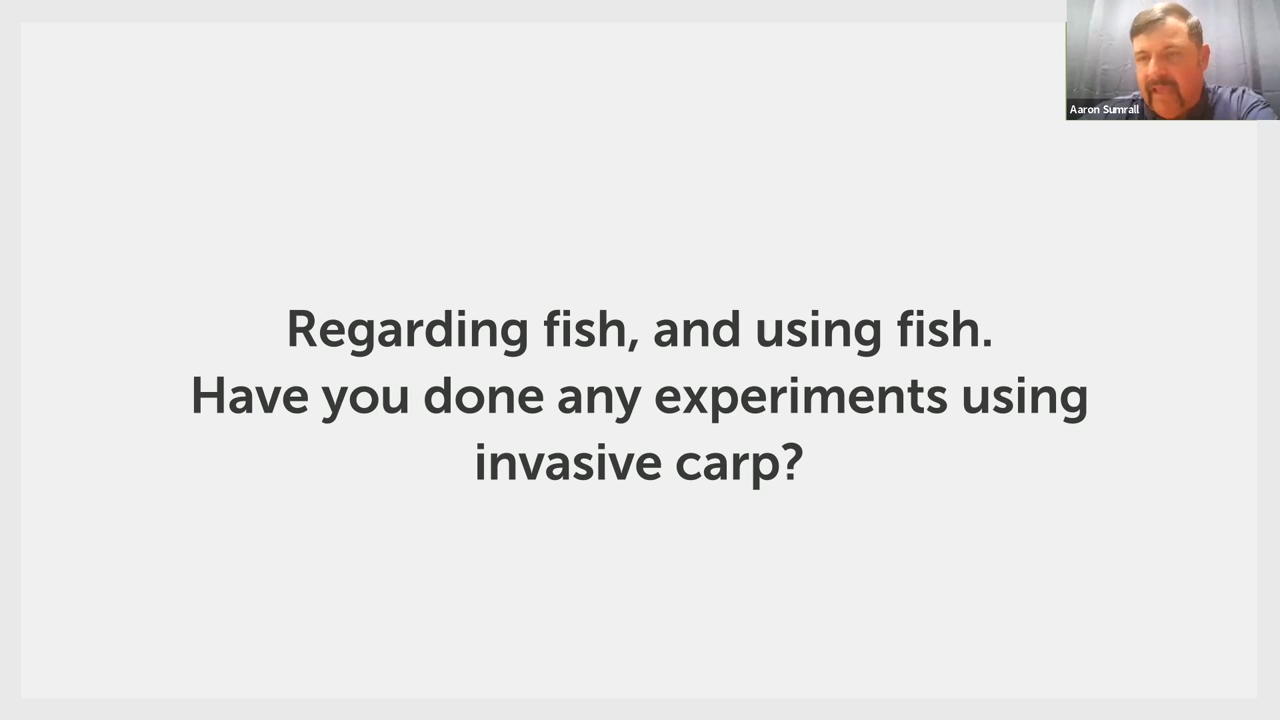 Aaron Sumrall
Regarding fish, and using fish.
Have you done any experiments using
invasive carp?